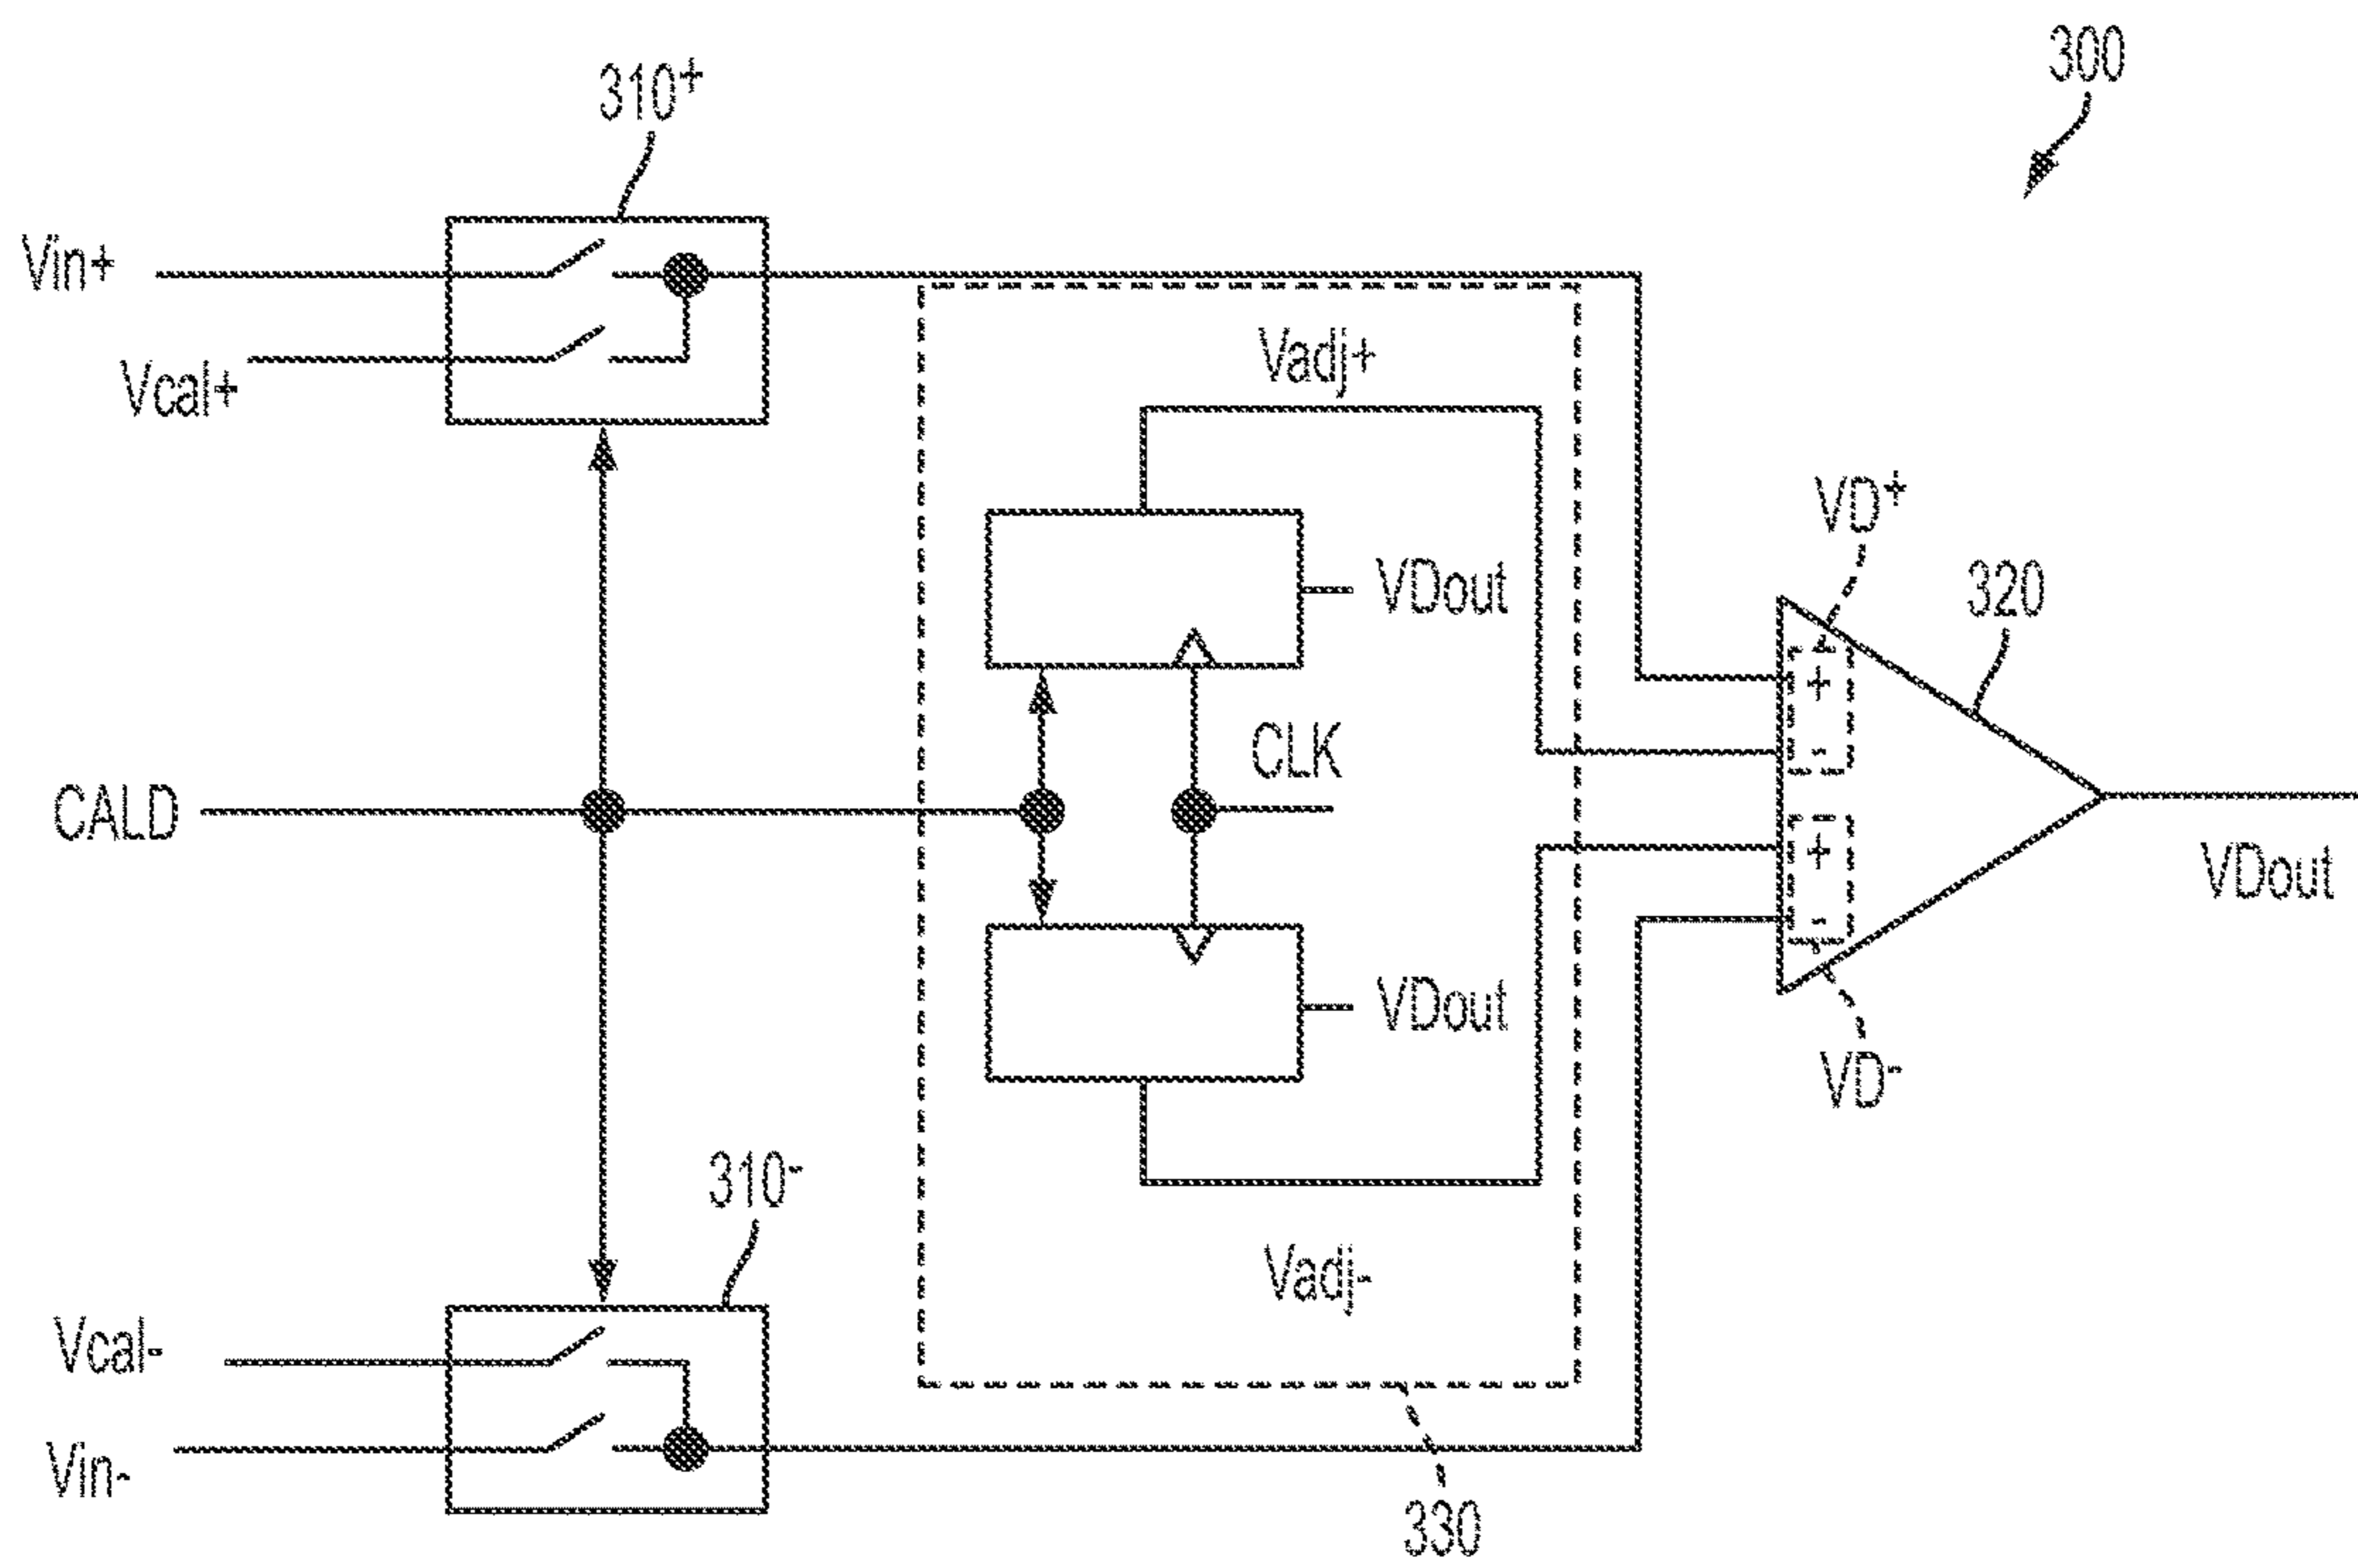 300
310+
Vin+
Vcal+
Vadj+
VD+
320
VDout
+
-
CLK
CALD
+
-
VDout
VDout
VD-
310-
Vadj-
Vcal-
Vin-
330